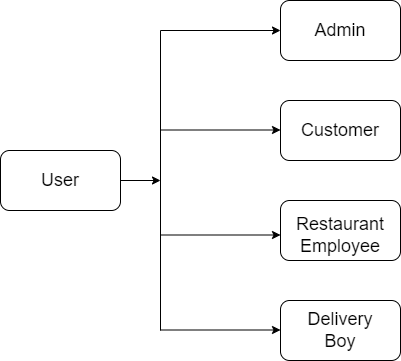 Admin
Customer
User
Restaurant
Employee
Delivery
Boy